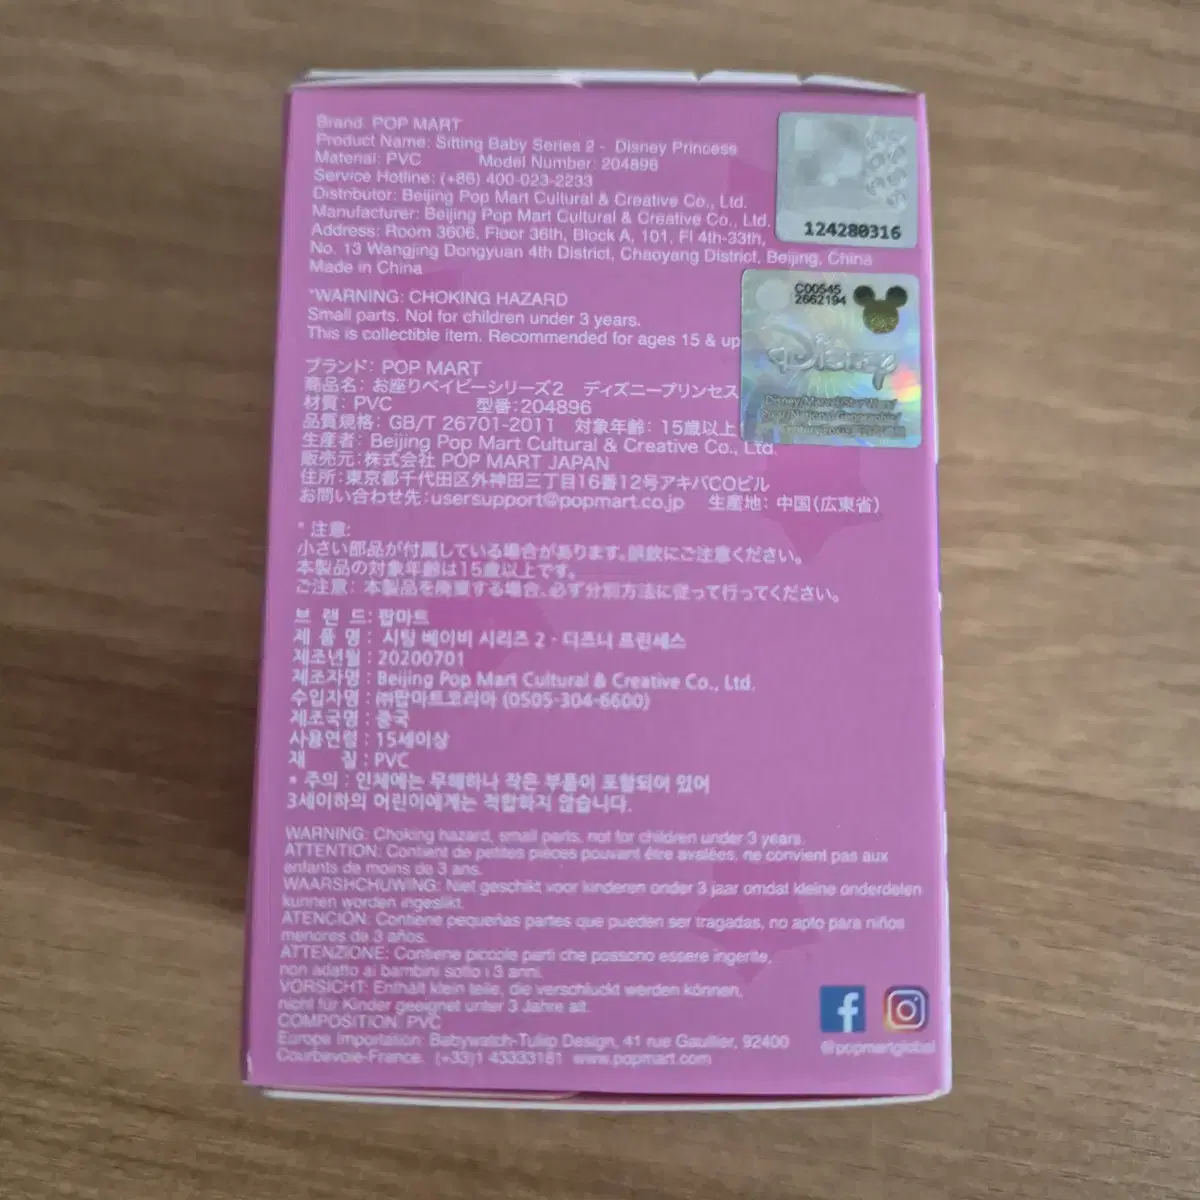 Brand: POP MART
Product Name: Sitting Baby Series 2 - Disney Princess
Material: PVC Model Number: 204896
Service Hotline: (+86) 400-023-2233
Distributor: Beijing Pop Mart Cultural & Creative Co., Ltd.
Manufacturer: Beijing Pop Mart Cultural & Creative Co., Ltd.
Address: Room 3606, Floor 36th, Block A, 101, Fl 4th-33th,
No. 13 Wangjing Dongyuan 4th District, Chaoyang District, Beijing, China
Made in China
124280316
*WARNING: CHOKING HAZARD
Small parts. Not for children under 3 years.
This is collectible item. Recommended for ages 15 & up
C00545
2662194
Disney
ブランド: POP MART
商品名: お座りベイビーシリーズ2 ディズニープリンセス
材質: PVC 型番:204896
品質規格: GB/T 26701-2011 対象年齢: 15歳以上
生産者: Beijing Pop Mart Cultural & Creative Co., Ltd.
販売元:株式会社 POP MART JAPAN
住所:東京都千代田区外神田三丁目16番12号アキバCOビル
お問い合わせ先:usersupport@popmart.co.jp 生産地: 中国(広東省)
* 注意:
小さい部品が付属している場合があります。誤飲にご注意ください。
本製品の対象年齢は15歳以上です。
ご注意: 本製品を廃棄する場合、必ず分別方法に従って行ってください。
브 랜 드: 팝마트
제 품 명 : 시팅 베이비 시리즈 2 - 디즈니 프린세스
제조년월 : 20200701
제조자명 : Beijing Pop Mart Cultural & Creative Co., Ltd.
수입자명 : ㈜팝마트코리아 (0505-304-6600)
제조국명 : 중국
사용연령 : 15세이상
재 질 : PVC
* 주의 : 인체에는 무해하나 작은 부품이 포함되어 있어
3세이하의 어린이에게는 적합하지 않습니다.
WARNING: Choking hazard, small parts, not for children under 3 years.
ATTENTION: Contient de petites pièces pouvant être avalées, ne convient pas aux
enfants de moins de 3 ans.
WAARSHCHUWING: Niet geschikt voor kinderen onder 3 jaar omdat kleine onderdelen
kunnen worden ingeslikt.
ATENCIÓN: Contiene pequeñas partes que pueden ser tragadas, no apto para niños
menores de 3 años.
ATTENZIONE: Contiene piccole parti che possono essere ingerite,
non adatto ai bambini sotto i 3 anni.
VORSICHT: Enthält klein teile, die verschluckt werden können,
nicht für Kinder geeignet unter 3 Jahre alt.
COMPOSITION: PVC
Europe Importation: Babywatch-Tulip Design, 41 rue Gaultier, 92400
Courbevoie-France. (+33)1 43333181 www.popmart.com
@popmartglobal